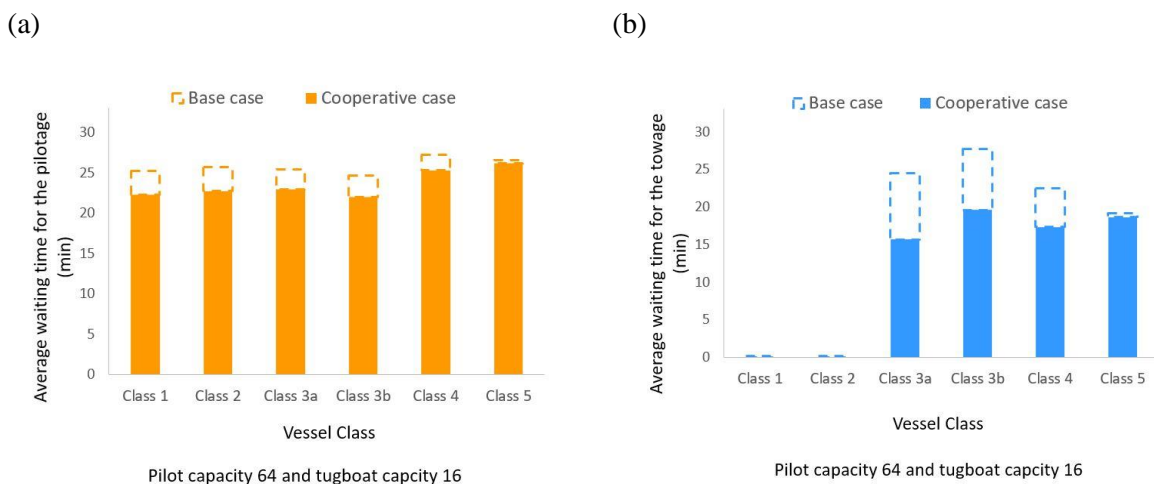 (a)
Base case Cooperative case
Average waiting time for the pilotage
(min)
30
25
20
15
10
5
0
Class 1 Class 2 Class 3a Class 3b Class 4 Class 5
Vessel Class
Pilot capacity 64 and tugboat capcity 16
(b)
Base case Cooperative case
Average waiting time for the towage
(min)
30
25
20
15
10
5
0
Class 1 Class 2 Class 3a Class 3b Class 4 Class 5
Vessel Class
Pilot capacity 64 and tugboat capcity 16